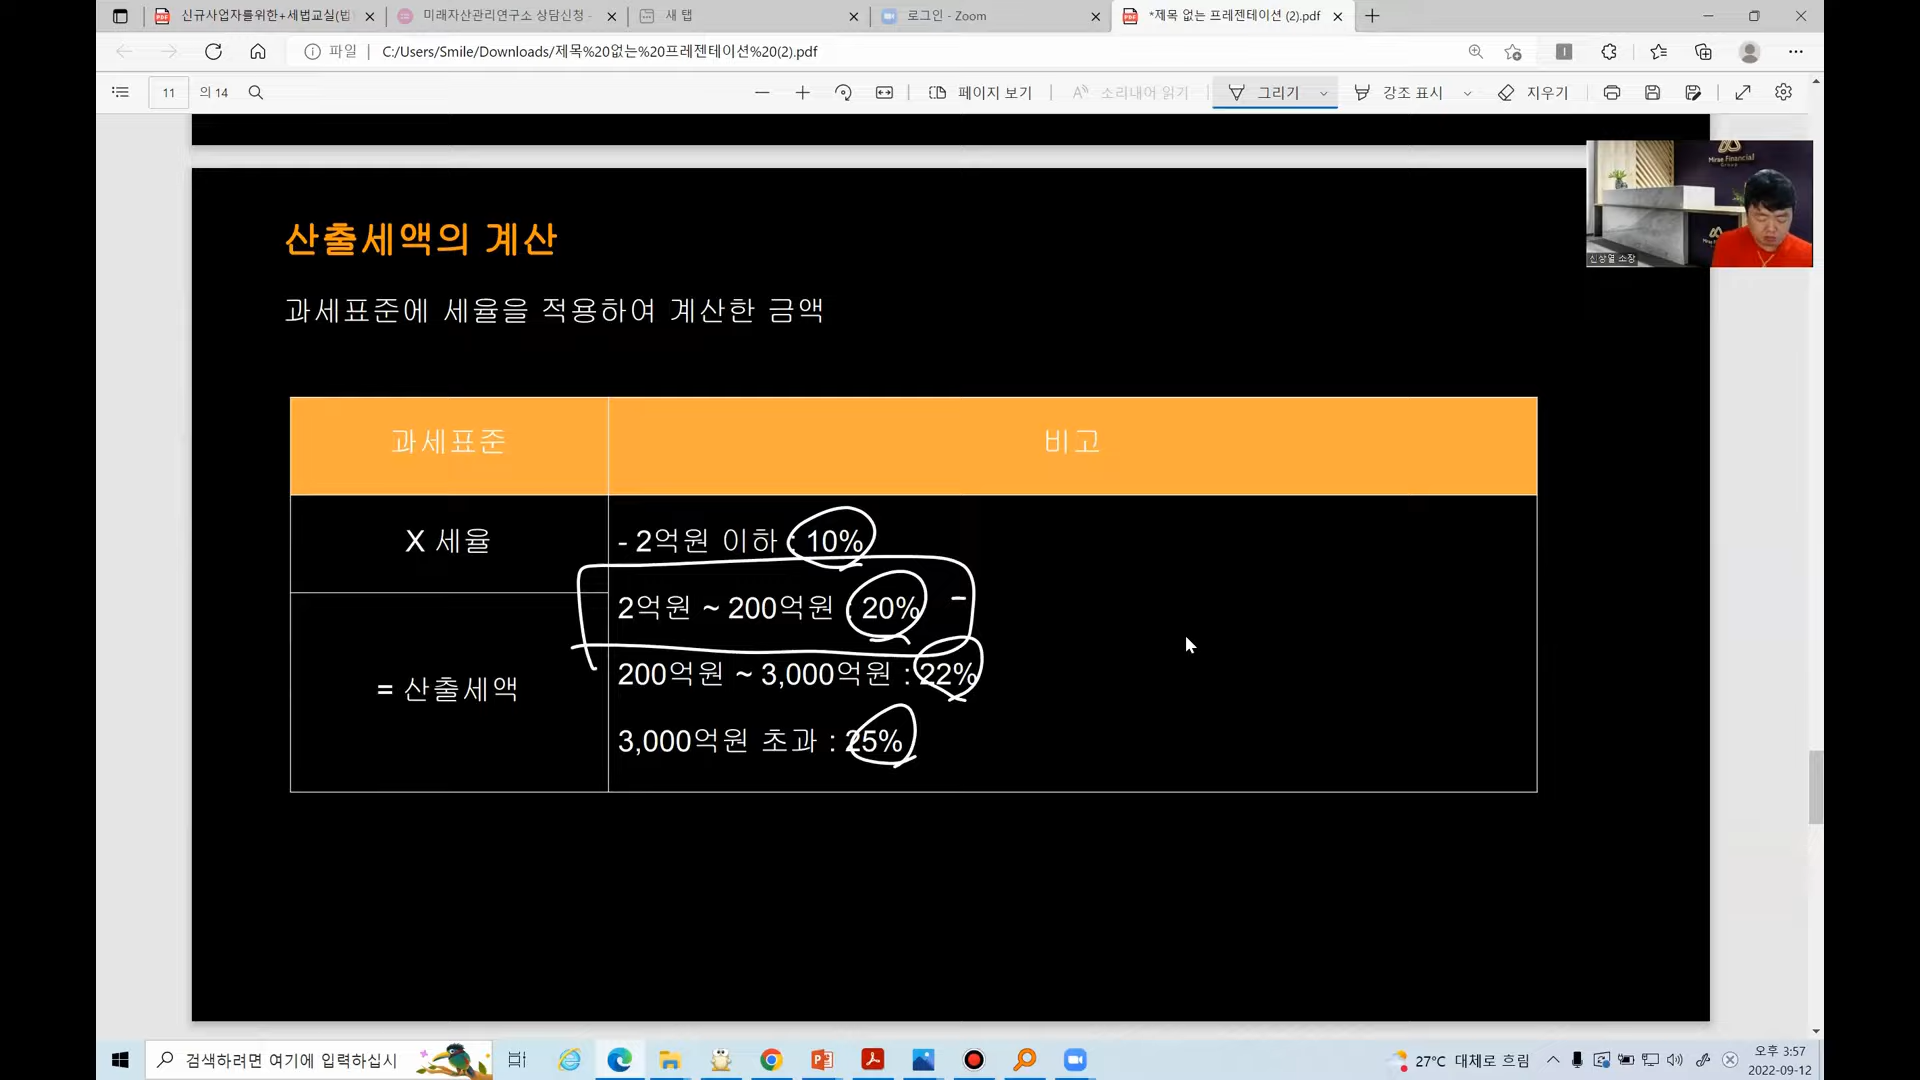 신규사업자를위한+세법교실(법
미래자산관리연구소 상담신청 -
새 탭
로그인 - Zoom
*제목 없는 프레젠테이션 (2).pdf
파일
C:/Users/Smile/Downloads/제목%20없는%20프레젠테이션%20(2).pdf
11
의 14
페이지 보기
소리내어 읽기
그리기
강조 표시
지우기
Mirae Financial
Group
신상열 소장
산출세액의 계산
과세표준에 세율을 적용하여 계산한 금액
과세표준
비고
X 세율
- 2억원 이하 : 10%
2억원 ~ 200억원 : 20%
200억원 ~ 3,000억원 : 22%
= 산출세액
3,000억원 초과 : 25%
검색하려면 여기에 입력하십시
27°C 대체로 흐림
오후 3:57
2022-09-12